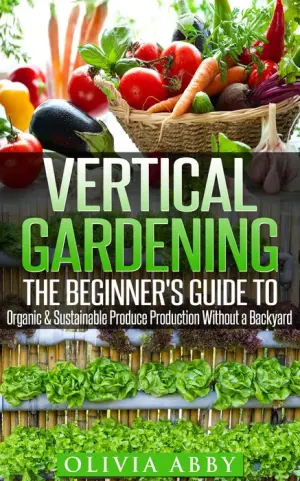 VERTICAL
GARDENING
THE BEGINNER'S GUIDE TO
Organic & Sustainable Produce Production Without a Backyard
OLIVIA ABBY